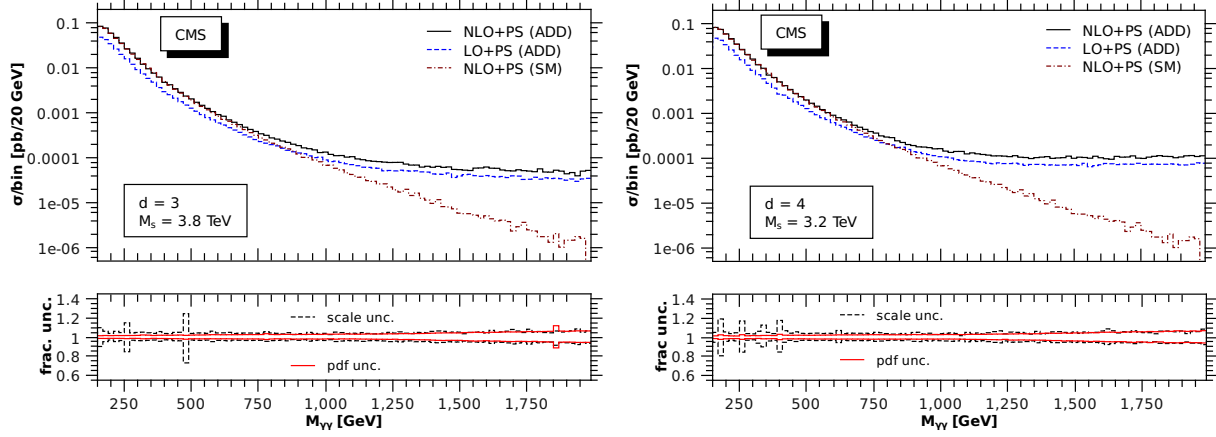 0.1
0.01
0.001
0.0001
1e-05
1e-06
σ/bin [pb/20 GeV]
CMS
NLO+PS (ADD)
LO+PS (ADD)
NLO+PS (SM)
d = 3
Mₛ = 3.8 TeV
1.4
1.2
1
0.8
0.6
frac unc.
scale unc.
pdf unc.
250 500 750 1,000 1,250 1,500 1,750
Mγγ [GeV]
0.1
0.01
0.001
0.0001
1e-05
1e-06
σ/bin [pb/20 GeV]
CMS
NLO+PS (ADD)
LO+PS (ADD)
NLO+PS (SM)
d = 4
Mₛ = 3.2 TeV
1.4
1.2
1
0.8
0.6
frac unc.
scale unc.
pdf unc.
250 500 750 1,000 1,250 1,500 1,750
Mγγ [GeV]